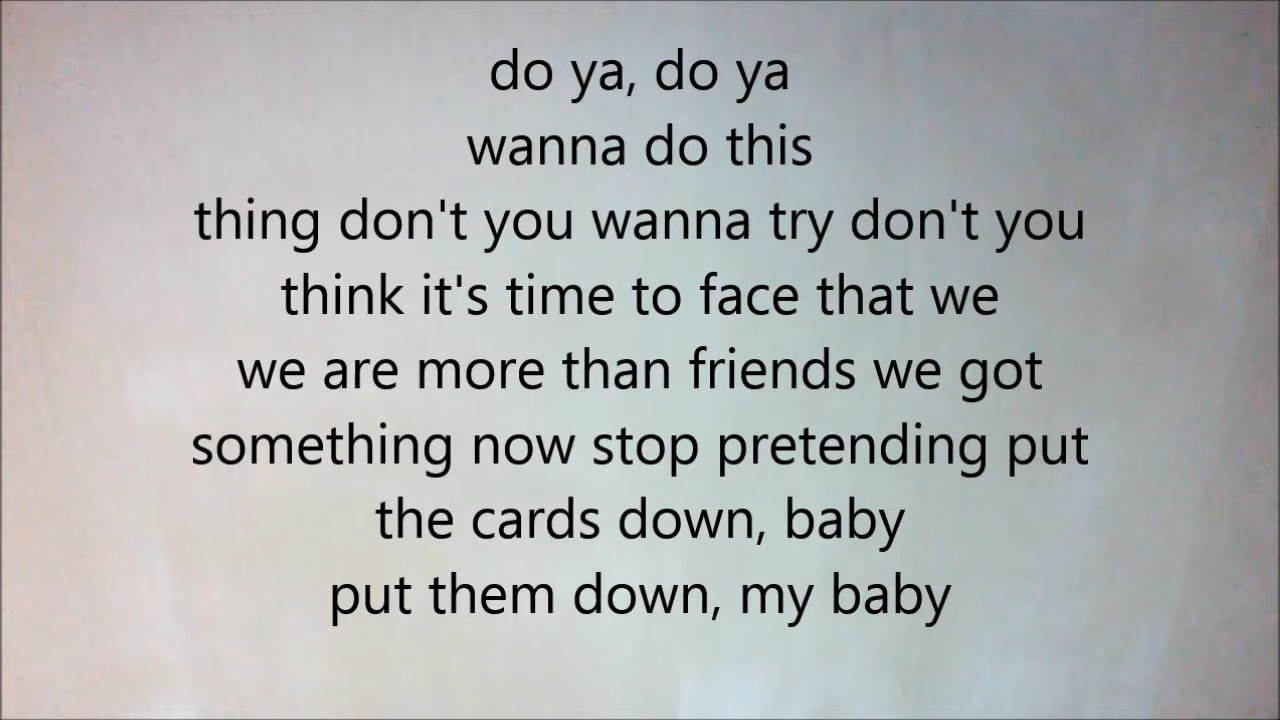 do ya, do ya
wanna do this
thing don't you wanna try don't you
think it's time to face that we
we are more than friends we got
something now stop pretending put
the cards down, baby
put them down, my baby